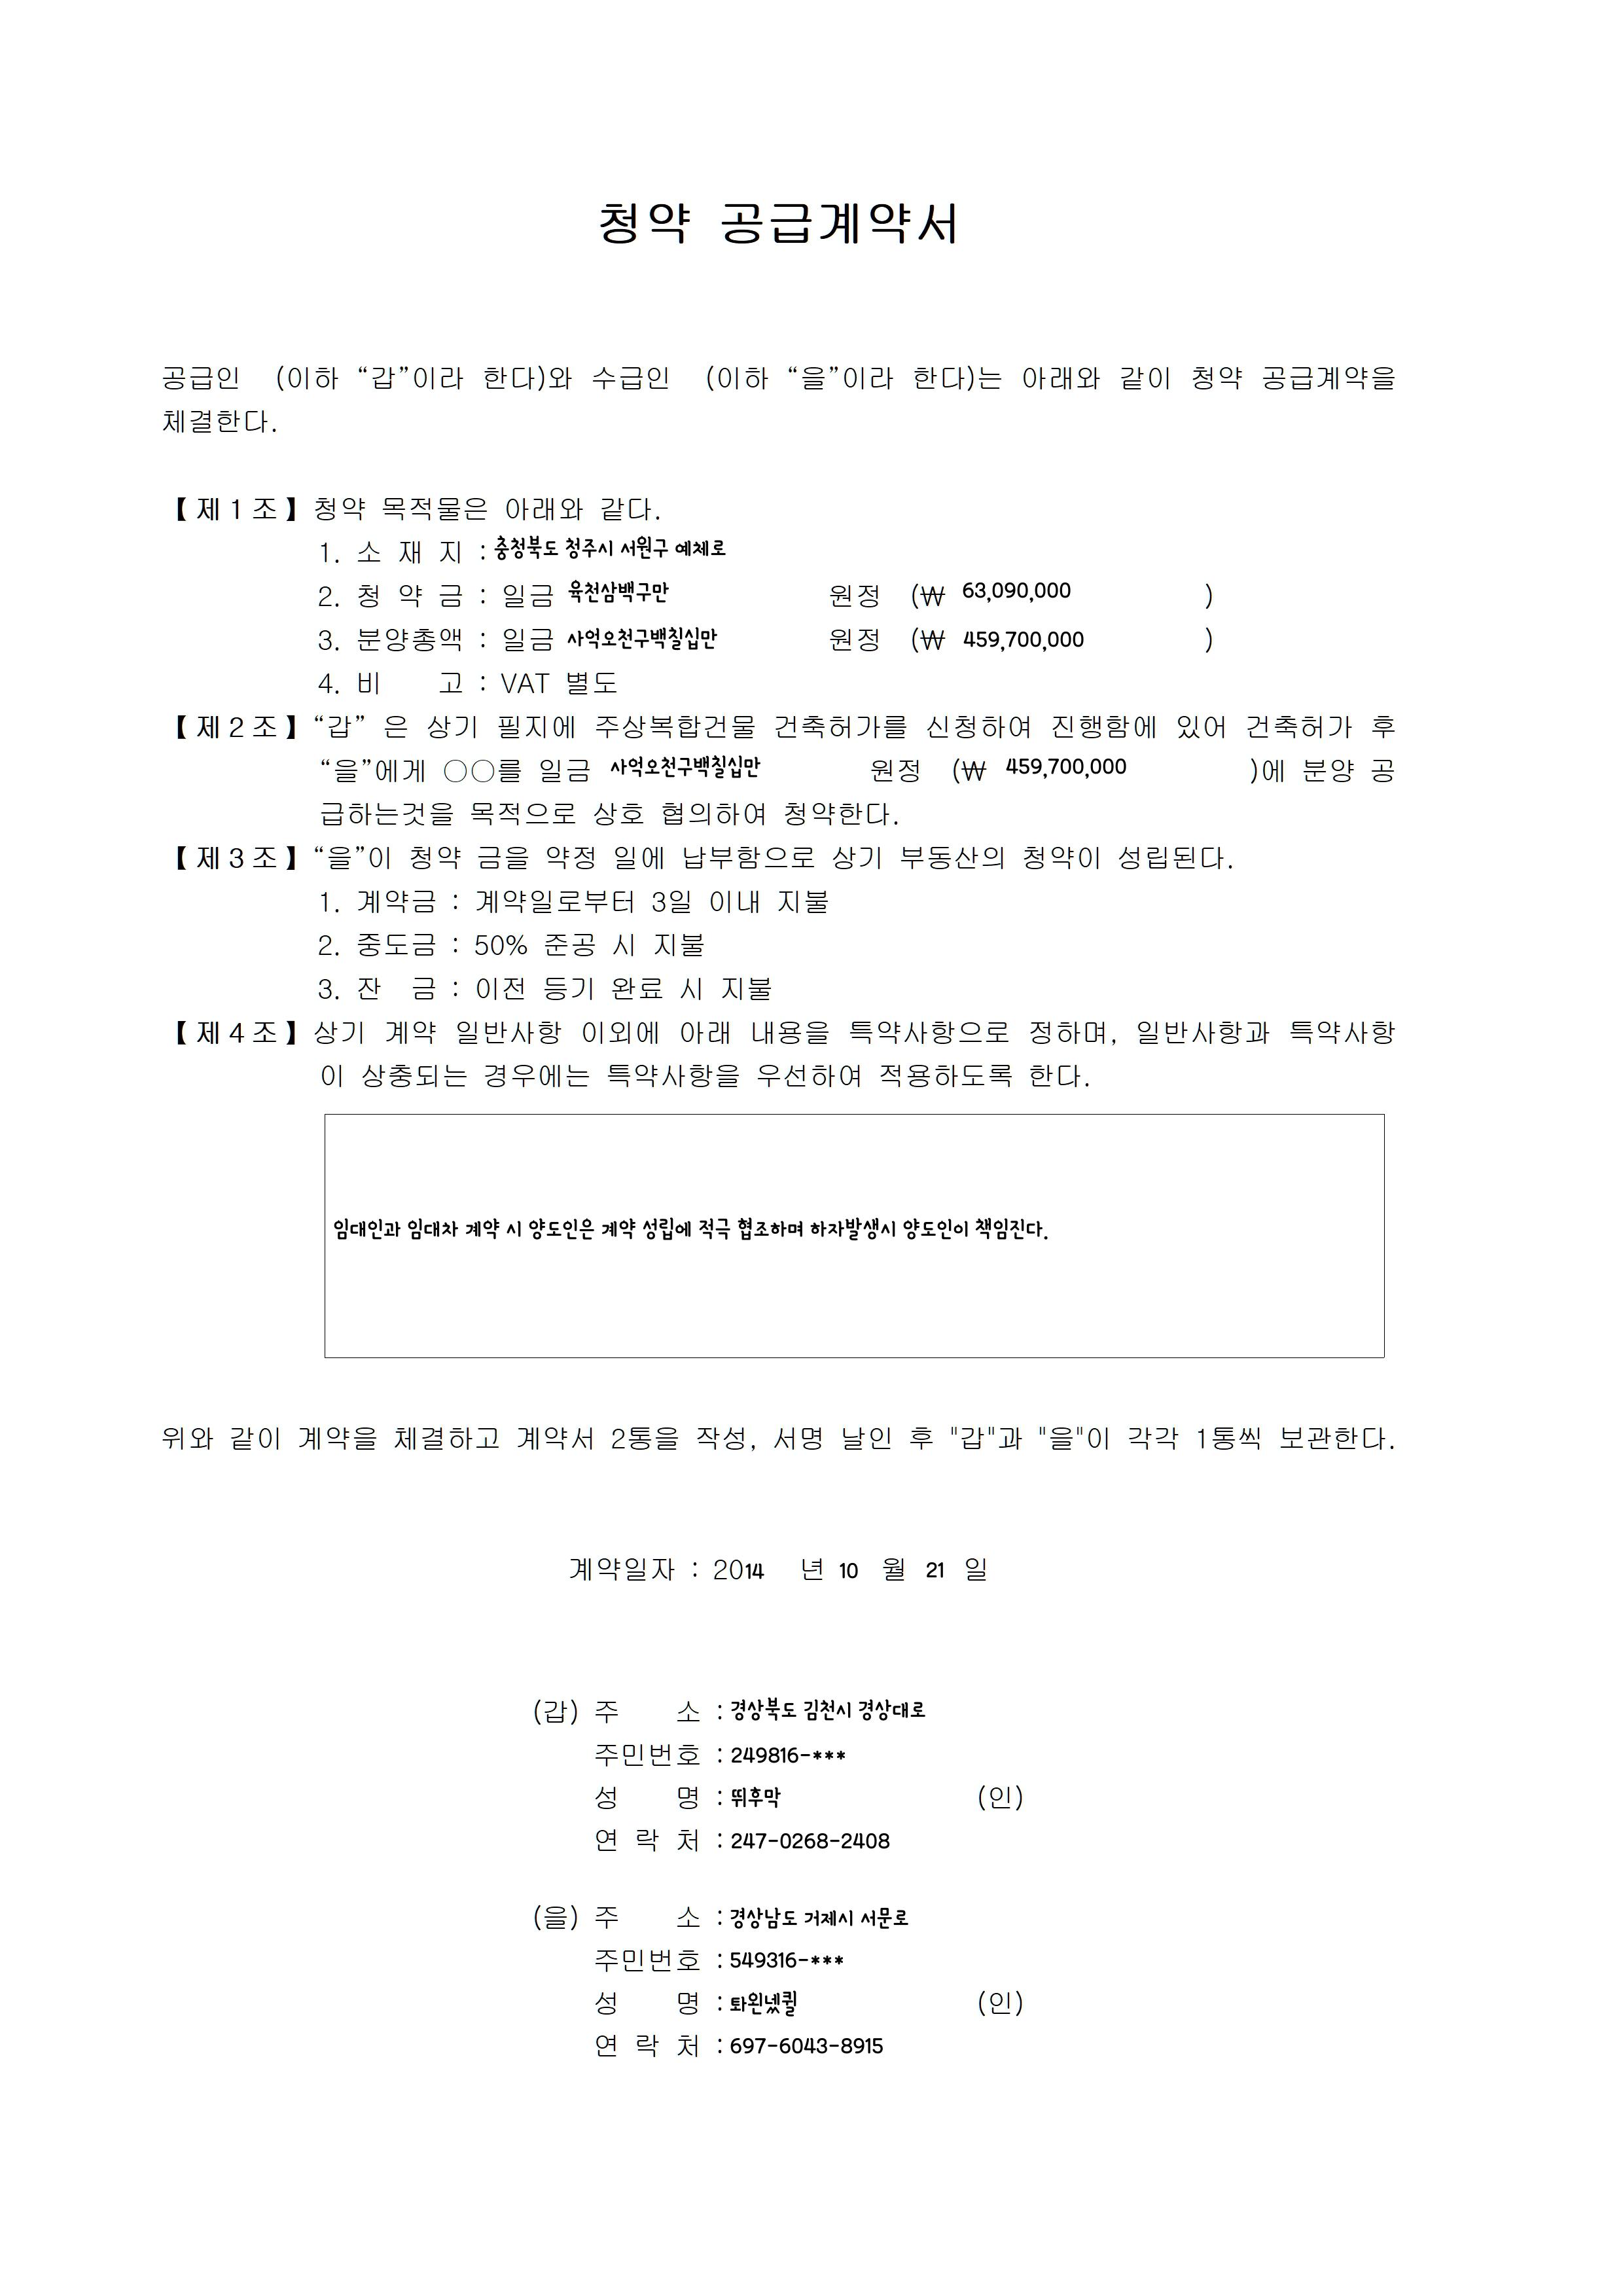 청약 공급계약서
공급인 (이하 “갑”이라 한다)와 수급인 (이하 “을”이라 한다)는 아래와 같이 청약 공급계약을
체결한다.
【제1조】청약 목적물은 아래와 같다.
1. 소 재 지 : 충청북도 청주시 서원구 예체로
2. 청 약 금 : 일금 육천삼백구만 원정 (₩ 63,090,000 )
3. 분양총액 : 일금 사억오천구백칠십만 원정 (₩ 459,700,000 )
4. 비 고 : VAT 별도
【제2조】“갑” 은 상기 필지에 주상복합건물 건축허가를 신청하여 진행함에 있어 건축허가 후
“을”에게 ○○를 일금 사억오천구백칠십만 원정 (₩ 459,700,000 )에 분양 공
급하는것을 목적으로 상호 협의하여 청약한다.
【제3조】“을”이 청약 금을 약정 일에 납부함으로 상기 부동산의 청약이 성립된다.
1. 계약금 : 계약일로부터 3일 이내 지불
2. 중도금 : 50% 준공 시 지불
3. 잔 금 : 이전 등기 완료 시 지불
【제4조】상기 계약 일반사항 이외에 아래 내용을 특약사항으로 정하며, 일반사항과 특약사항
이 상충되는 경우에는 특약사항을 우선하여 적용하도록 한다.
임대인과 임대차 계약 시 양도인은 계약 성립에 적극 협조하며 하자발생시 양도인이 책임진다.
위와 같이 계약을 체결하고 계약서 2통을 작성, 서명 날인 후 "갑"과 "을"이 각각 1통씩 보관한다.
계약일자 : 2014 년 10 월 21 일
(갑) 주 소 : 경상북도 김천시 경상대로
주민번호 : 249816-***
성 명 : 뛰후막 (인)
연 락 처 : 247-0268-2408
(을) 주 소 : 경상남도 거제시 서문로
주민번호 : 549316-***
성 명 : 톼왼넸퀼 (인)
연 락 처 : 697-6043-8915